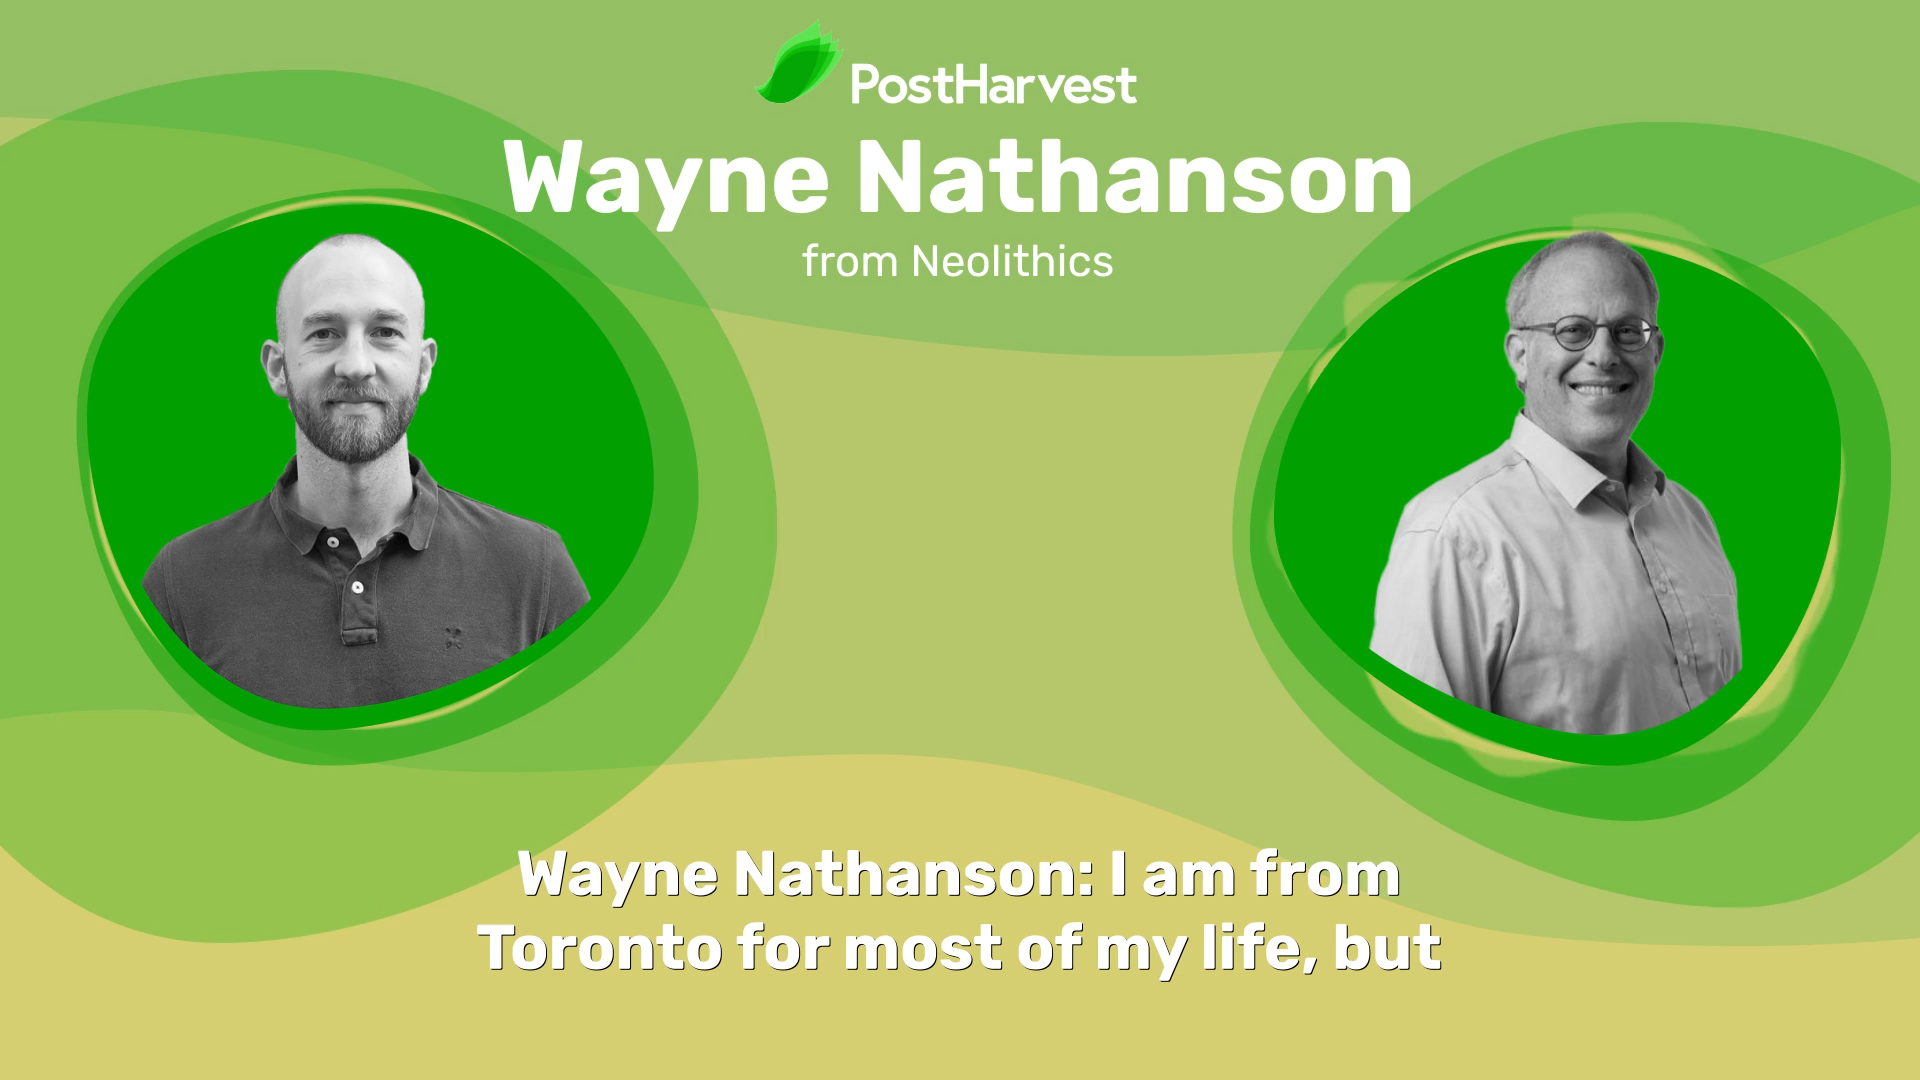 PostHarvest
Wayne Nathanson
from Neolithics
Wayne Nathanson: I am from
Toronto for most of my life, but